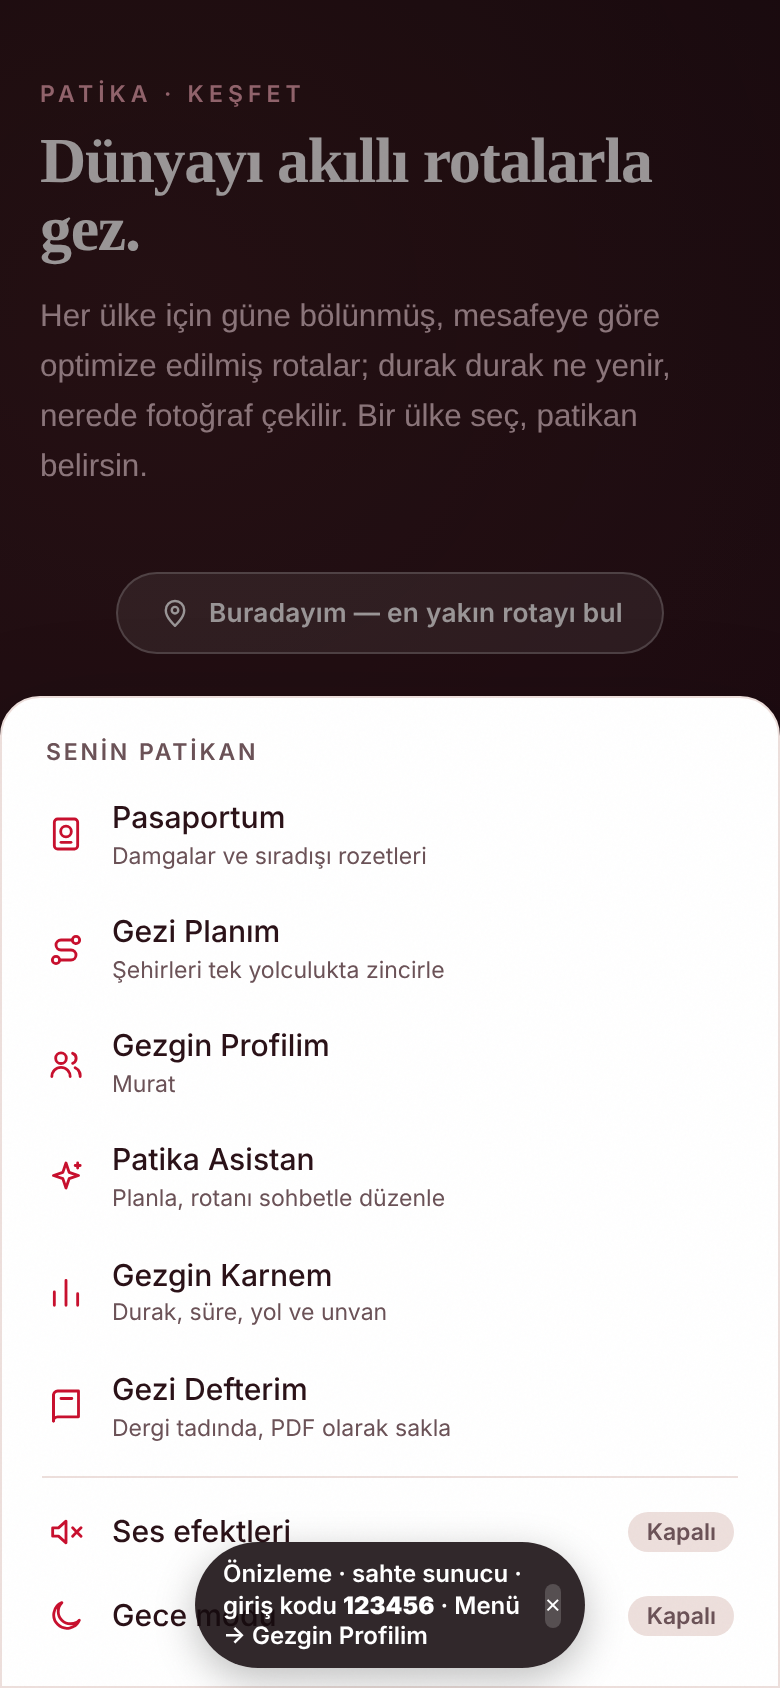 PATİKA · KEŞFET
Dünyayı akıllı rotalarla
gez.
Her ülke için güne bölünmüş, mesafeye göre
optimize edilmiş rotalar; durak durak ne yenir,
nerede fotoğraf çekilir. Bir ülke seç, patikan
belirsin.
Buradayım — en yakın rotayı bul
SENİN PATİKAN
Pasaportum
Damgalar ve sıradışı rozetleri
Gezi Planım
Şehirleri tek yolculukta zincirle
Gezgin Profilim
Murat
Patika Asistan
Planla, rotanı sohbetle düzenle
Gezgin Karnem
Durak, süre, yol ve unvan
Gezi Defterim
Dergi tadında, PDF olarak sakla
Ses efektleri
Kapalı
Gece modu
Kapalı
Önizleme · sahte sunucu ·
giriş kodu 123456 · Menü
→ Gezgin Profilim